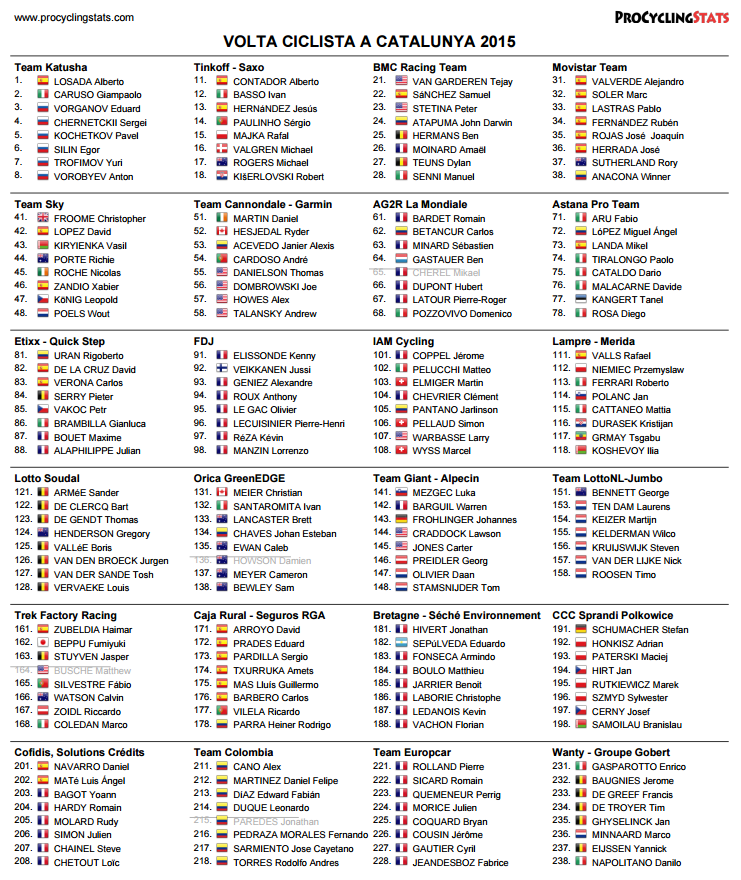 www.procyclingstats.com
PROCYCLINGSTATS
VOLTA CICLISTA A CATALUNYA 2015
Team Katusha
1. LOSADA Alberto
2. CARUSO Giampaolo
3. VORGANOV Eduard
4. CHERNETCKII Sergei
5. KOCHETKOV Pavel
6. SILIN Egor
7. TROFIMOV Yuri
8. VOROBYEV Anton
Tinkoff - Saxo
11. CONTADOR Alberto
12. BASSO Ivan
13. HERNáNDEZ Jesús
14. PAULINHO Sérgio
15. MAJKA Rafal
16. VALGREN Michael
17. ROGERS Michael
18. KIšERLOVSKI Robert
BMC Racing Team
21. VAN GARDEREN Tejay
22. SáNCHEZ Samuel
23. STETINA Peter
24. ATAPUMA John Darwin
25. HERMANS Ben
26. MOINARD Amaël
27. TEUNS Dylan
28. SENNI Manuel
Movistar Team
31. VALVERDE Alejandro
32. SOLER Marc
33. LASTRAS Pablo
34. FERNáNDEZ Rubén
35. ROJAS José Joaquín
36. HERRADA José
37. SUTHERLAND Rory
38. ANACONA Winner
Team Sky
41. FROOME Christopher
42. LOPEZ David
43. KIRYIENKA Vasil
44. PORTE Richie
45. ROCHE Nicolas
46. ZANDIO Xabier
47. KöNIG Leopold
48. POELS Wout
Team Cannondale - Garmin
51. MARTIN Daniel
52. HESJEDAL Ryder
53. ACEVEDO Janier Alexis
54. CARDOSO André
55. DANIELSON Thomas
56. DOMBROWSKI Joe
57. HOWES Alex
58. TALANSKY Andrew
AG2R La Mondiale
61. BARDET Romain
62. BETANCUR Carlos
63. MINARD Sébastien
64. GASTAUER Ben
65. CHEREL Mikael
66. DUPONT Hubert
67. LATOUR Pierre-Roger
68. POZZOVIVO Domenico
Astana Pro Team
71. ARU Fabio
72. LóPEZ Miguel Ángel
73. LANDA Mikel
74. TIRALONGO Paolo
75. CATALDO Dario
76. MALACARNE Davide
77. KANGERT Tanel
78. ROSA Diego
Etixx - Quick Step
81. URAN Rigoberto
82. DE LA CRUZ David
83. VERONA Carlos
84. SERRY Pieter
85. VAKOC Petr
86. BRAMBILLA Gianluca
87. BOUET Maxime
88. ALAPHILIPPE Julian
FDJ
91. ELISSONDE Kenny
92. VEIKKANEN Jussi
93. GENIEZ Alexandre
94. ROUX Anthony
95. LE GAC Olivier
96. LECUISINIER Pierre-Henri
97. RéZA Kévin
98. MANZIN Lorrenzo
IAM Cycling
101. COPPEL Jérome
102. PELUCCHI Matteo
103. ELMIGER Martin
104. CHEVRIER Clément
105. PANTANO Jarlinson
106. PELLAUD Simon
107. WARBASSE Larry
108. WYSS Marcel
Lampre - Merida
111. VALLS Rafael
112. NIEMIEC Przemyslaw
113. FERRARI Roberto
114. POLANC Jan
115. CATTANEO Mattia
116. DURASEK Kristijan
117. GRMAY Tsgabu
118. KOSHEVOY Ilia
Lotto Soudal
121. ARMéE Sander
122. DE CLERCQ Bart
123. DE GENDT Thomas
124. HENDERSON Gregory
125. VALLéE Boris
126. VAN DEN BROECK Jurgen
127. VAN DER SANDE Tosh
128. VERVAEKE Louis
Orica GreenEDGE
131. MEIER Christian
132. SANTAROMITA Ivan
133. LANCASTER Brett
134. CHAVES Johan Esteban
135. EWAN Caleb
136. HOWSON Damien
137. MEYER Cameron
138. BEWLEY Sam
Team Giant - Alpecin
141. MEZGEC Luka
142. BARGUIL Warren
143. FROHLINGER Johannes
144. CRADDOCK Lawson
145. JONES Carter
146. PREIDLER Georg
147. OLIVIER Daan
148. STAMSNIJDER Tom
Team LottoNL-Jumbo
151. BENNETT George
153. TEN DAM Laurens
154. KEIZER Martijn
155. KELDERMAN Wilco
156. KRUIJSWIJK Steven
157. VAN DER LIJKE Nick
158. ROOSEN Timo
Trek Factory Racing
161. ZUBELDIA Haimar
162. BEPPU Fumiyuki
163. STUYVEN Jasper
164. BUSCHE Matthew
165. SILVESTRE Fábio
166. WATSON Calvin
167. ZOIDL Riccardo
168. COLEDAN Marco
Caja Rural - Seguros RGA
171. ARROYO David
172. PRADES Eduard
173. PARDILLA Sergio
174. TXURRUKA Amets
175. MAS Lluís Guillermo
176. BARBERO Carlos
177. VILELA Ricardo
178. PARRA Heiner Rodrigo
Bretagne - Séché Environnement
181. HIVERT Jonathan
182. SEPúLVEDA Eduardo
183. FONSECA Armindo
184. BOULO Matthieu
185. JARRIER Benoit
186. LABORIE Christophe
187. LEDANOIS Kevin
188. VACHON Florian
CCC Sprandi Polkowice
191. SCHUMACHER Stefan
192. HONKISZ Adrian
193. PATERSKI Maciej
194. HIRT Jan
195. RUTKIEWICZ Marek
196. SZMYD Sylwester
197. CERNY Josef
198. SAMOILAU Branislau
Cofidis, Solutions Crédits
201. NAVARRO Daniel
202. MATé Luis Ángel
203. BAGOT Yoann
204. HARDY Romain
205. MOLARD Rudy
206. SIMON Julien
207. CHAINEL Steve
208. CHETOUT Loïc
Team Colombia
211. CANO Alex
212. MARTINEZ Daniel Felipe
213. DíAZ Edward Fabián
214. DUQUE Leonardo
215. PAREDES Jonathan
216. PEDRAZA MORALES Fernando
217. SARMIENTO Jose Cayetano
218. TORRES Rodolfo Andres
Team Europcar
221. ROLLAND Pierre
222. SICARD Romain
223. QUEMENEUR Perrig
224. MORICE Julien
225. COQUARD Bryan
226. COUSIN Jérôme
227. GAUTIER Cyril
228. JEANDESBOZ Fabrice
Wanty - Groupe Gobert
231. GASPAROTTO Enrico
232. BAUGNIES Jerome
233. DE GREEF Francis
234. DE TROYER Tim
235. GHYSELINCK Jan
236. MINNAARD Marco
237. EIJSSEN Yannick
238. NAPOLITANO Danilo